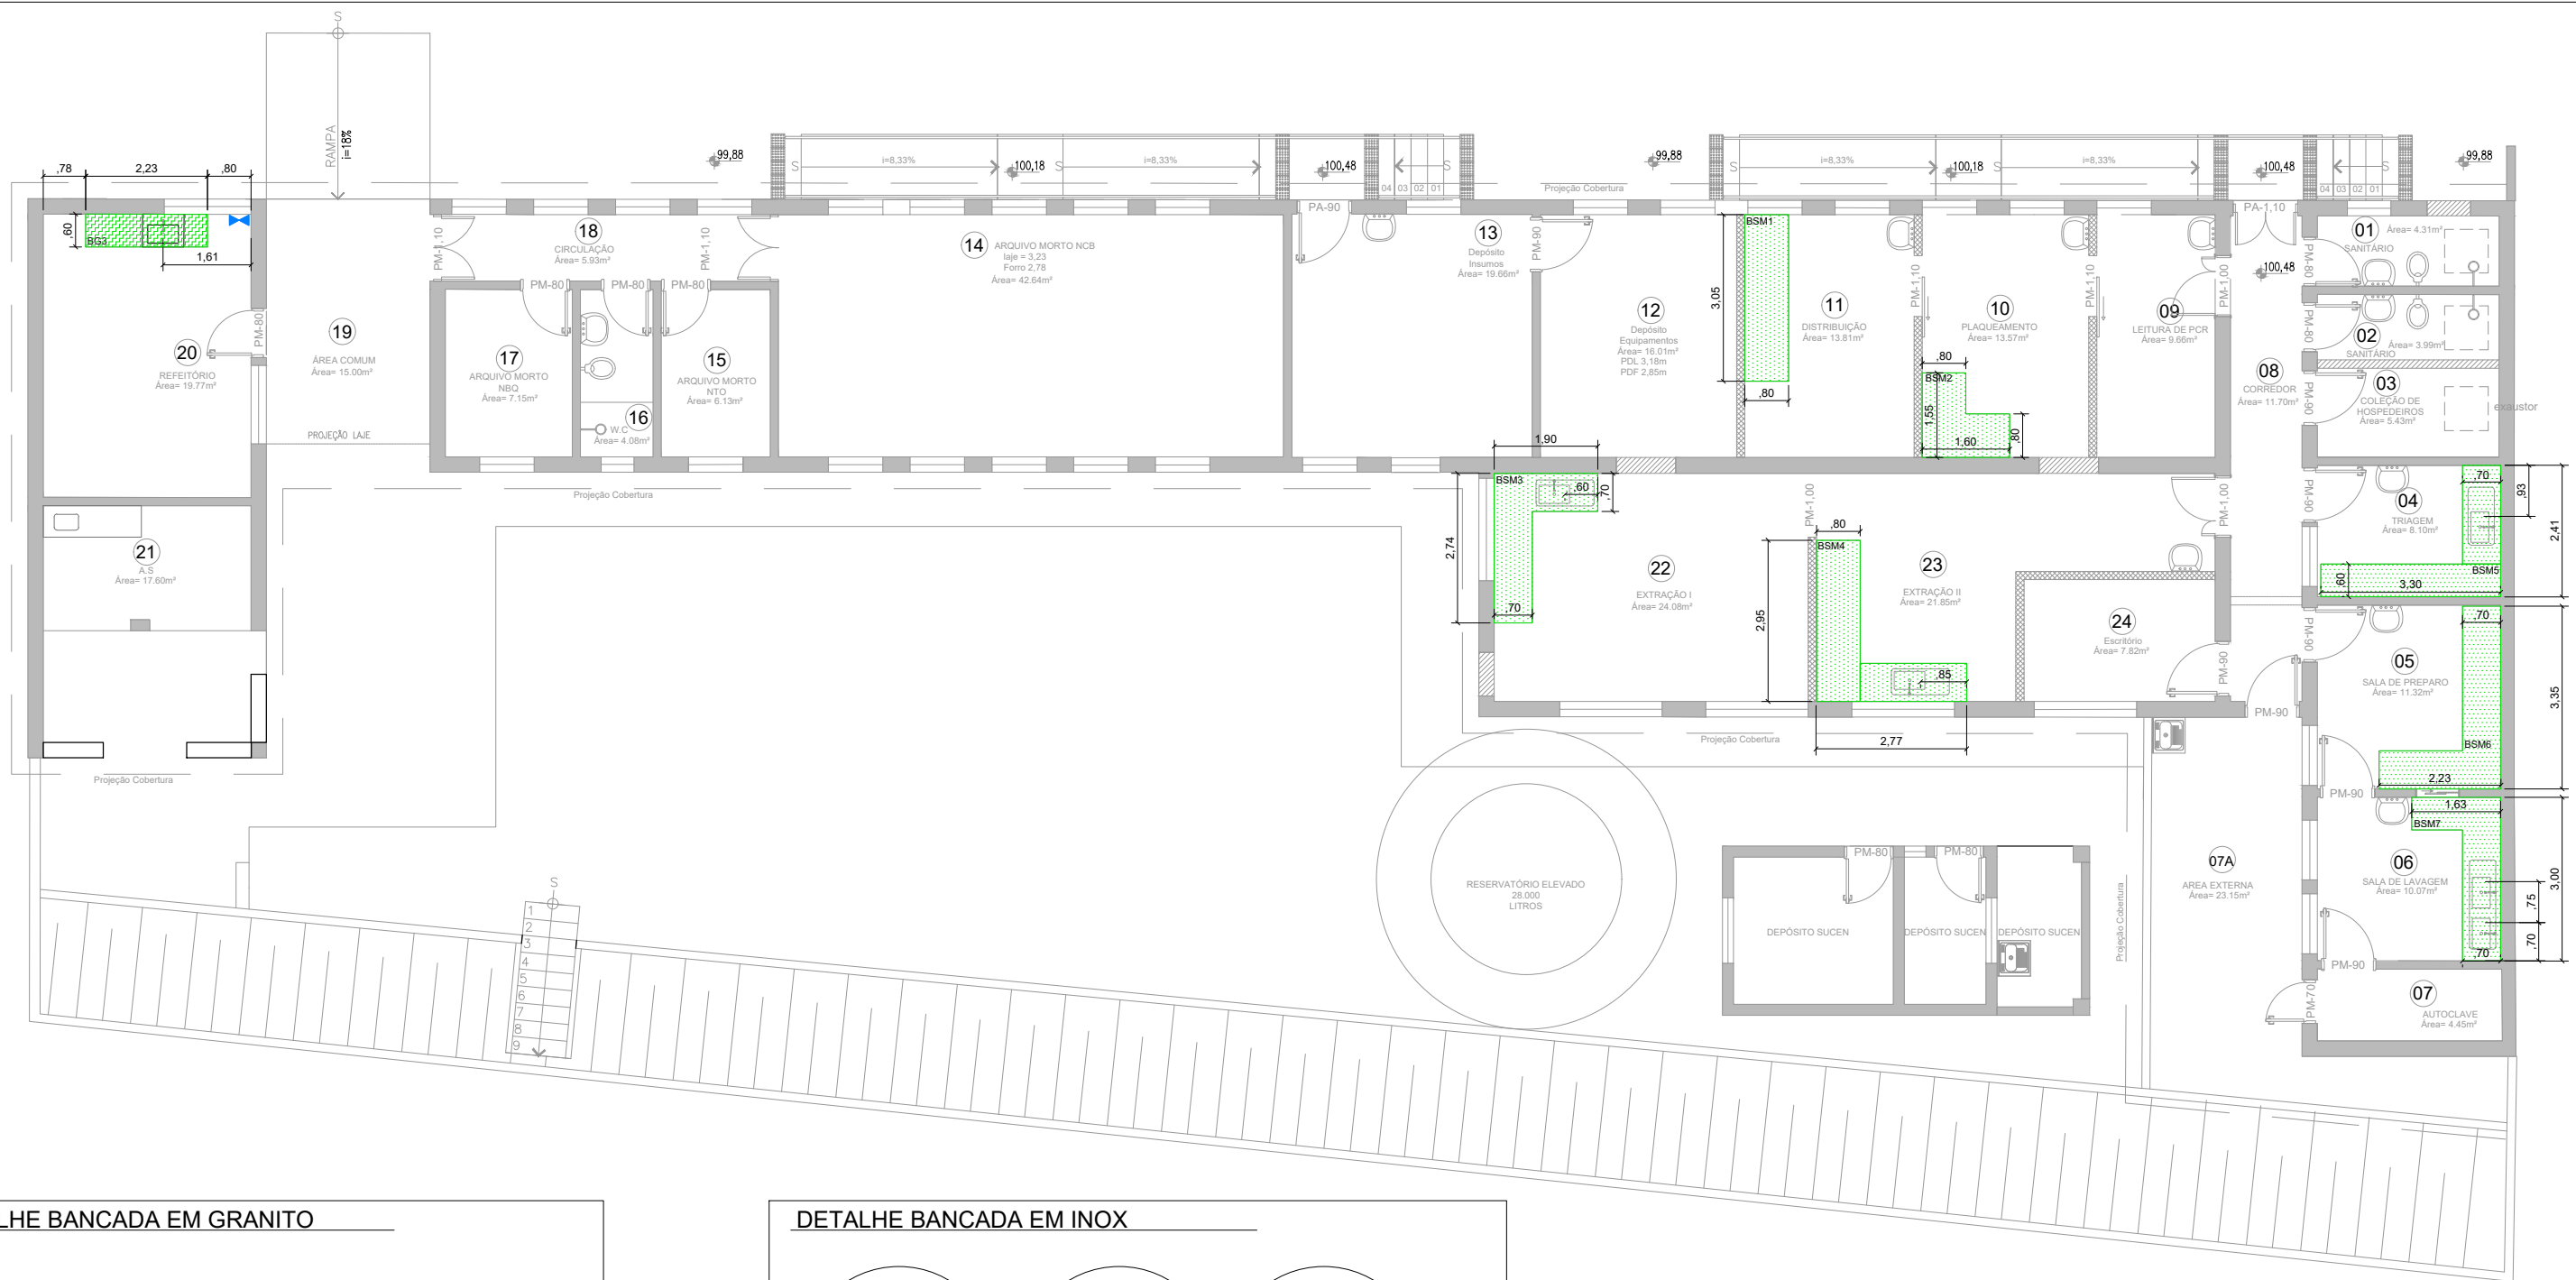 S
RAMPA
i=18%
,78
2,23
,80
,60
BG3
1,61
20
REFEITÓRIO
Área= 19.77m²
PM-80
19
ÁREA COMUM
Área= 15.00m²
PROJEÇÃO LAJE
21
A.S
Área= 17.60m²
Projeção Cobertura
PM-1,10
18
CIRCULAÇÃO
Área= 5.93m²
PM-1,10
99,88
PM-80
PM-80
PM-80
17
ARQUIVO MORTO
NBQ
Área= 7.15m²
16
W.C
Área= 4.08m²
15
ARQUIVO MORTO
NTO
Área= 6.13m²
Projeção Cobertura
S
i=8,33%
100,18
S
i=8,33%
100,48
S
04 03 02 01
14
ARQUIVO MORTO NCB
laje = 3,23
Forro 2,78
Área= 42.64m²
PA-90
13
Depósito
Insumos
Área= 19.66m²
PM-90
Projeção Cobertura
99,88
12
Depósito
Equipamentos
Área= 16.01m²
PDL 3,18m
PDF 2,85m
S
i=8,33%
100,18
S
i=8,33%
100,48
S
04 03 02 01
99,88
BSM1
3,05
,80
11
DISTRIBUIÇÃO
Área= 13.81m²
PM-1,10
10
PLAQUEAMENTO
Área= 13.57m²
,80
BSM2
1,55
1,60
,80
PM-1,10
09
LEITURA DE PCR
Área= 9.66m²
PM-1,00
PA-1,10
100,48
08
CORREDOR
Área= 11.70m²
PM-80
01
Área= 4.31m²
SANITÁRIO
PM-80
02
Área= 3.99m²
SANITÁRIO
PM-90
03
COLEÇÃO DE
HOSPEDEIROS
Área= 5.43m²
exaustor
1,90
BSM3
,60
,70
2,74
,70
22
EXTRAÇÃO I
Área= 24.08m²
PM-1,00
,80
BSM4
2,95
,85
2,77
23
EXTRAÇÃO II
Área= 21.85m²
PM-1,00
24
Escritório
Área= 7.82m²
PM-90
PM-90
Projeção Cobertura
PM-90
04
TRIAGEM
Área= 8.10m²
,70
,93
2,41
BSM5
,60
3,30
PM-90
05
SALA DE PREPARO
Área= 11.32m²
,70
3,35
BSM6
2,23
PM-90
1,63
BSM7
06
SALA DE LAVAGEM
Área= 10.07m²
3,00
,75
,70
,70
PM-90
PM-70
07
AUTOCLAVE
Área= 4.45m²
07A
AREA EXTERNA
Área= 23.15m²
Projeção Cobertura
RESERVATÓRIO ELEVADO
28.000
LITROS
PM-80
PM-80
DEPÓSITO SUCEN
DEPÓSITO SUCEN
DEPÓSITO SUCEN
Projeção Cobertura
S
1
2
3
4
5
6
7
8
9
LHE BANCADA EM GRANITO
DETALHE BANCADA EM INOX